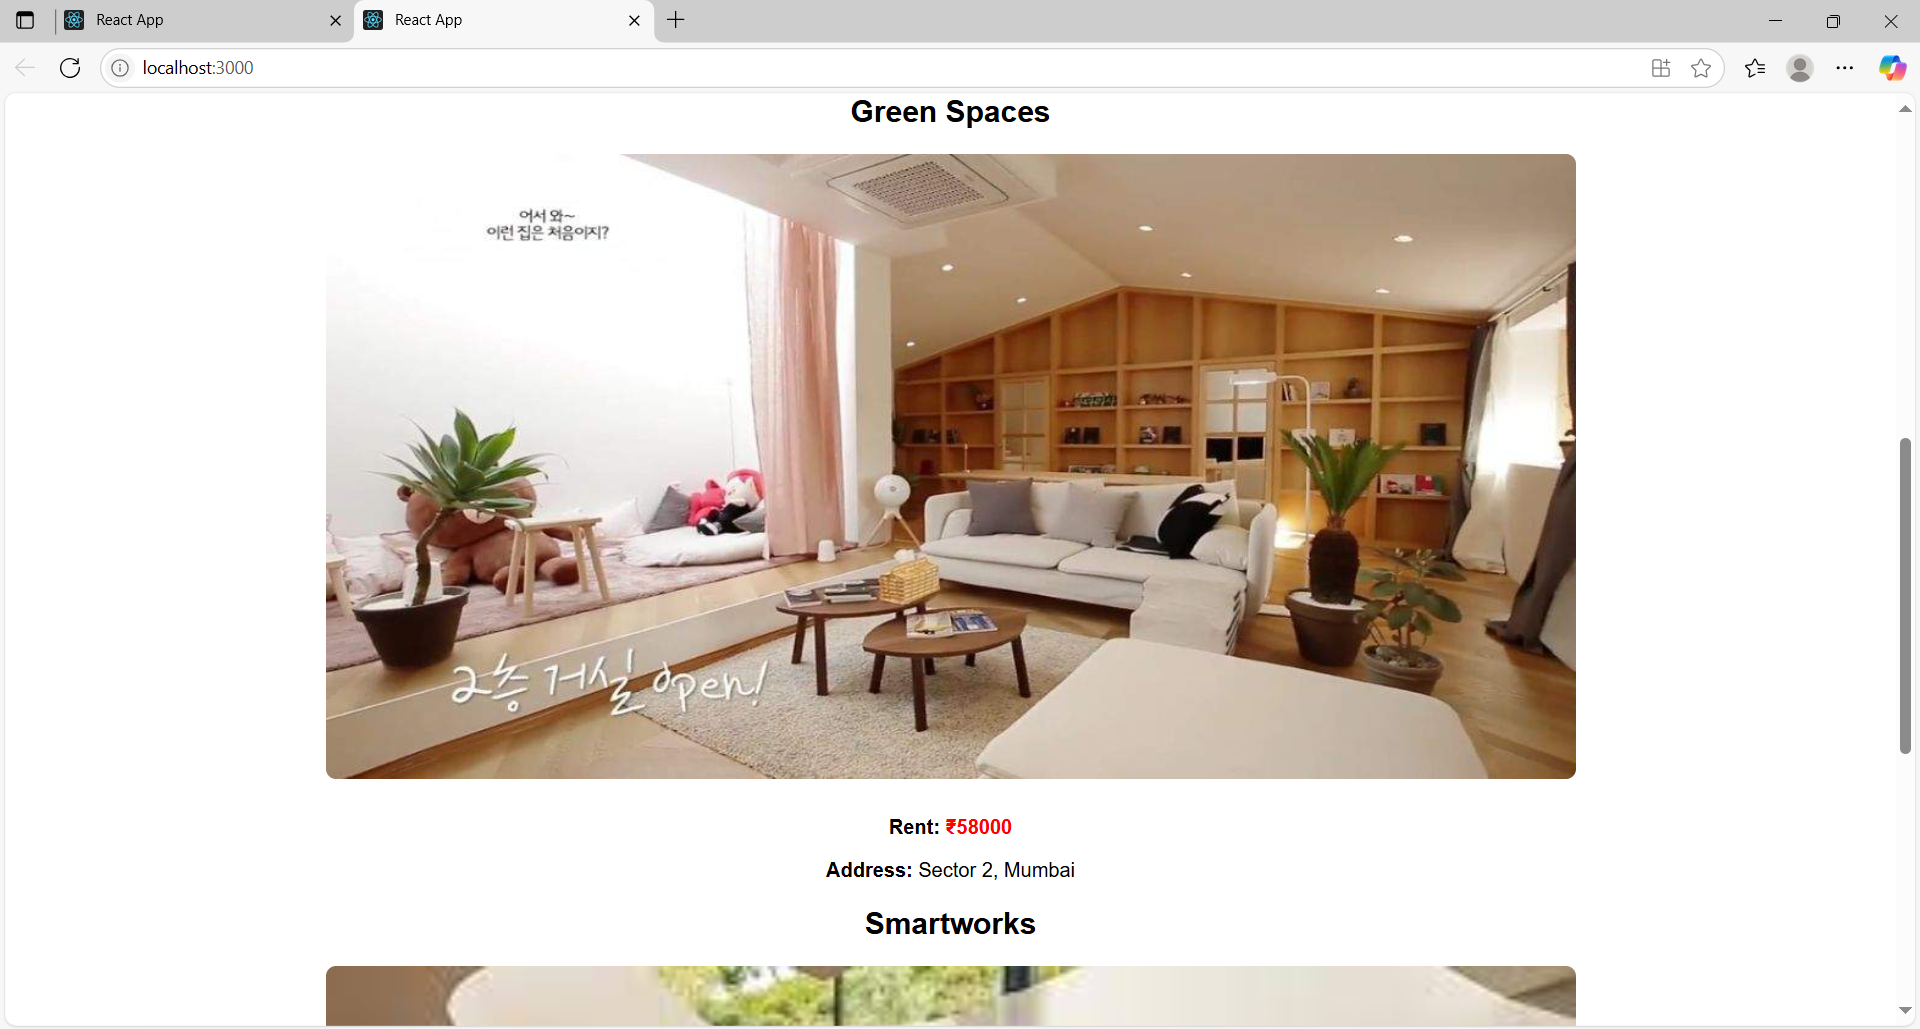 React App
React App
localhost:3000
Green Spaces
어서 와~
이런 집은 처음이지?
2층 거실 open!
Rent: ₹58000
Address: Sector 2, Mumbai
Smartworks